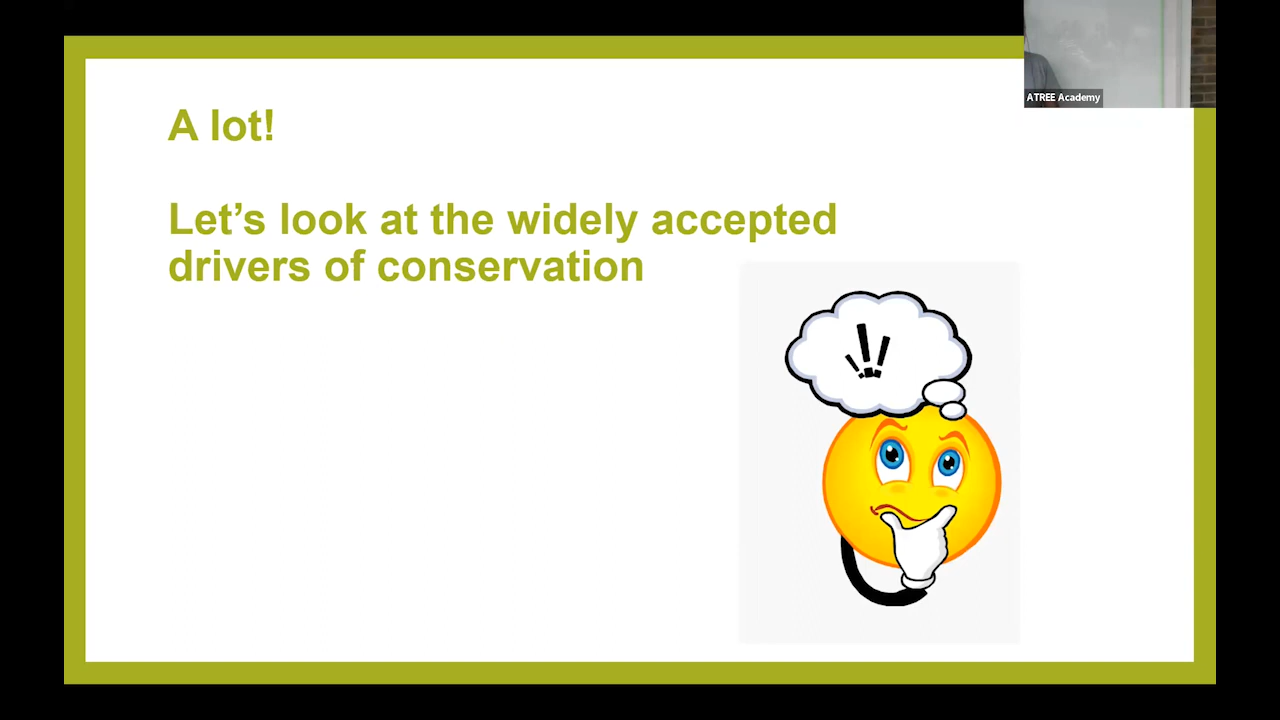 A lot!
Let’s look at the widely accepted
drivers of conservation
ATREE Academy